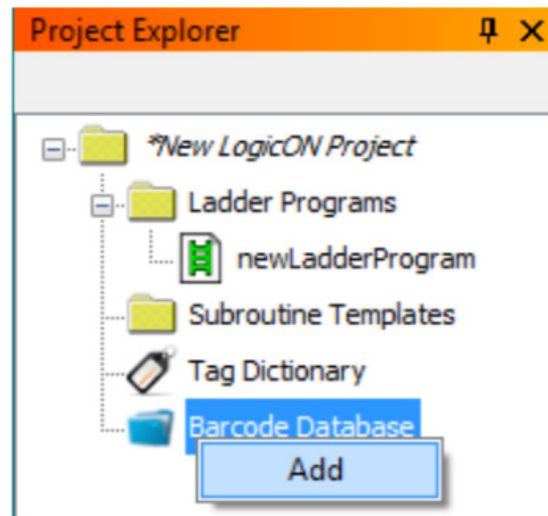 Project Explorer
*New LogicON Project
Ladder Programs
newLadderProgram
Subroutine Templates
Tag Dictionary
Barcode Database
Add